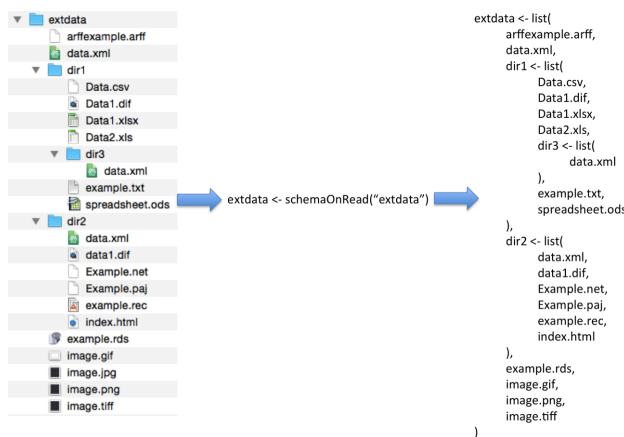 extdata
arffexample.arff
data.xml
dir1
Data.csv
Data1.dif
Data1.xlsx
Data2.xls
dir3
data.xml
example.txt
spreadsheet.ods
dir2
data.xml
data1.dif
Example.net
Example.paj
example.rec
index.html
example.rds
image.gif
image.jpg
image.png
image.tiff
extdata <- schemaOnRead(“extdata”)
extdata <- list(
arffexample.arff,
data.xml,
dir1 <- list(
Data.csv,
Data1.dif,
Data1.xlsx,
Data2.xls,
dir3 <- list(
data.xml
),
example.txt,
spreadsheet.ods
),
dir2 <- list(
data.xml,
data1.dif,
Example.net,
Example.paj,
example.rec,
index.html
),
example.rds,
image.gif,
image.png,
image.tiff
)